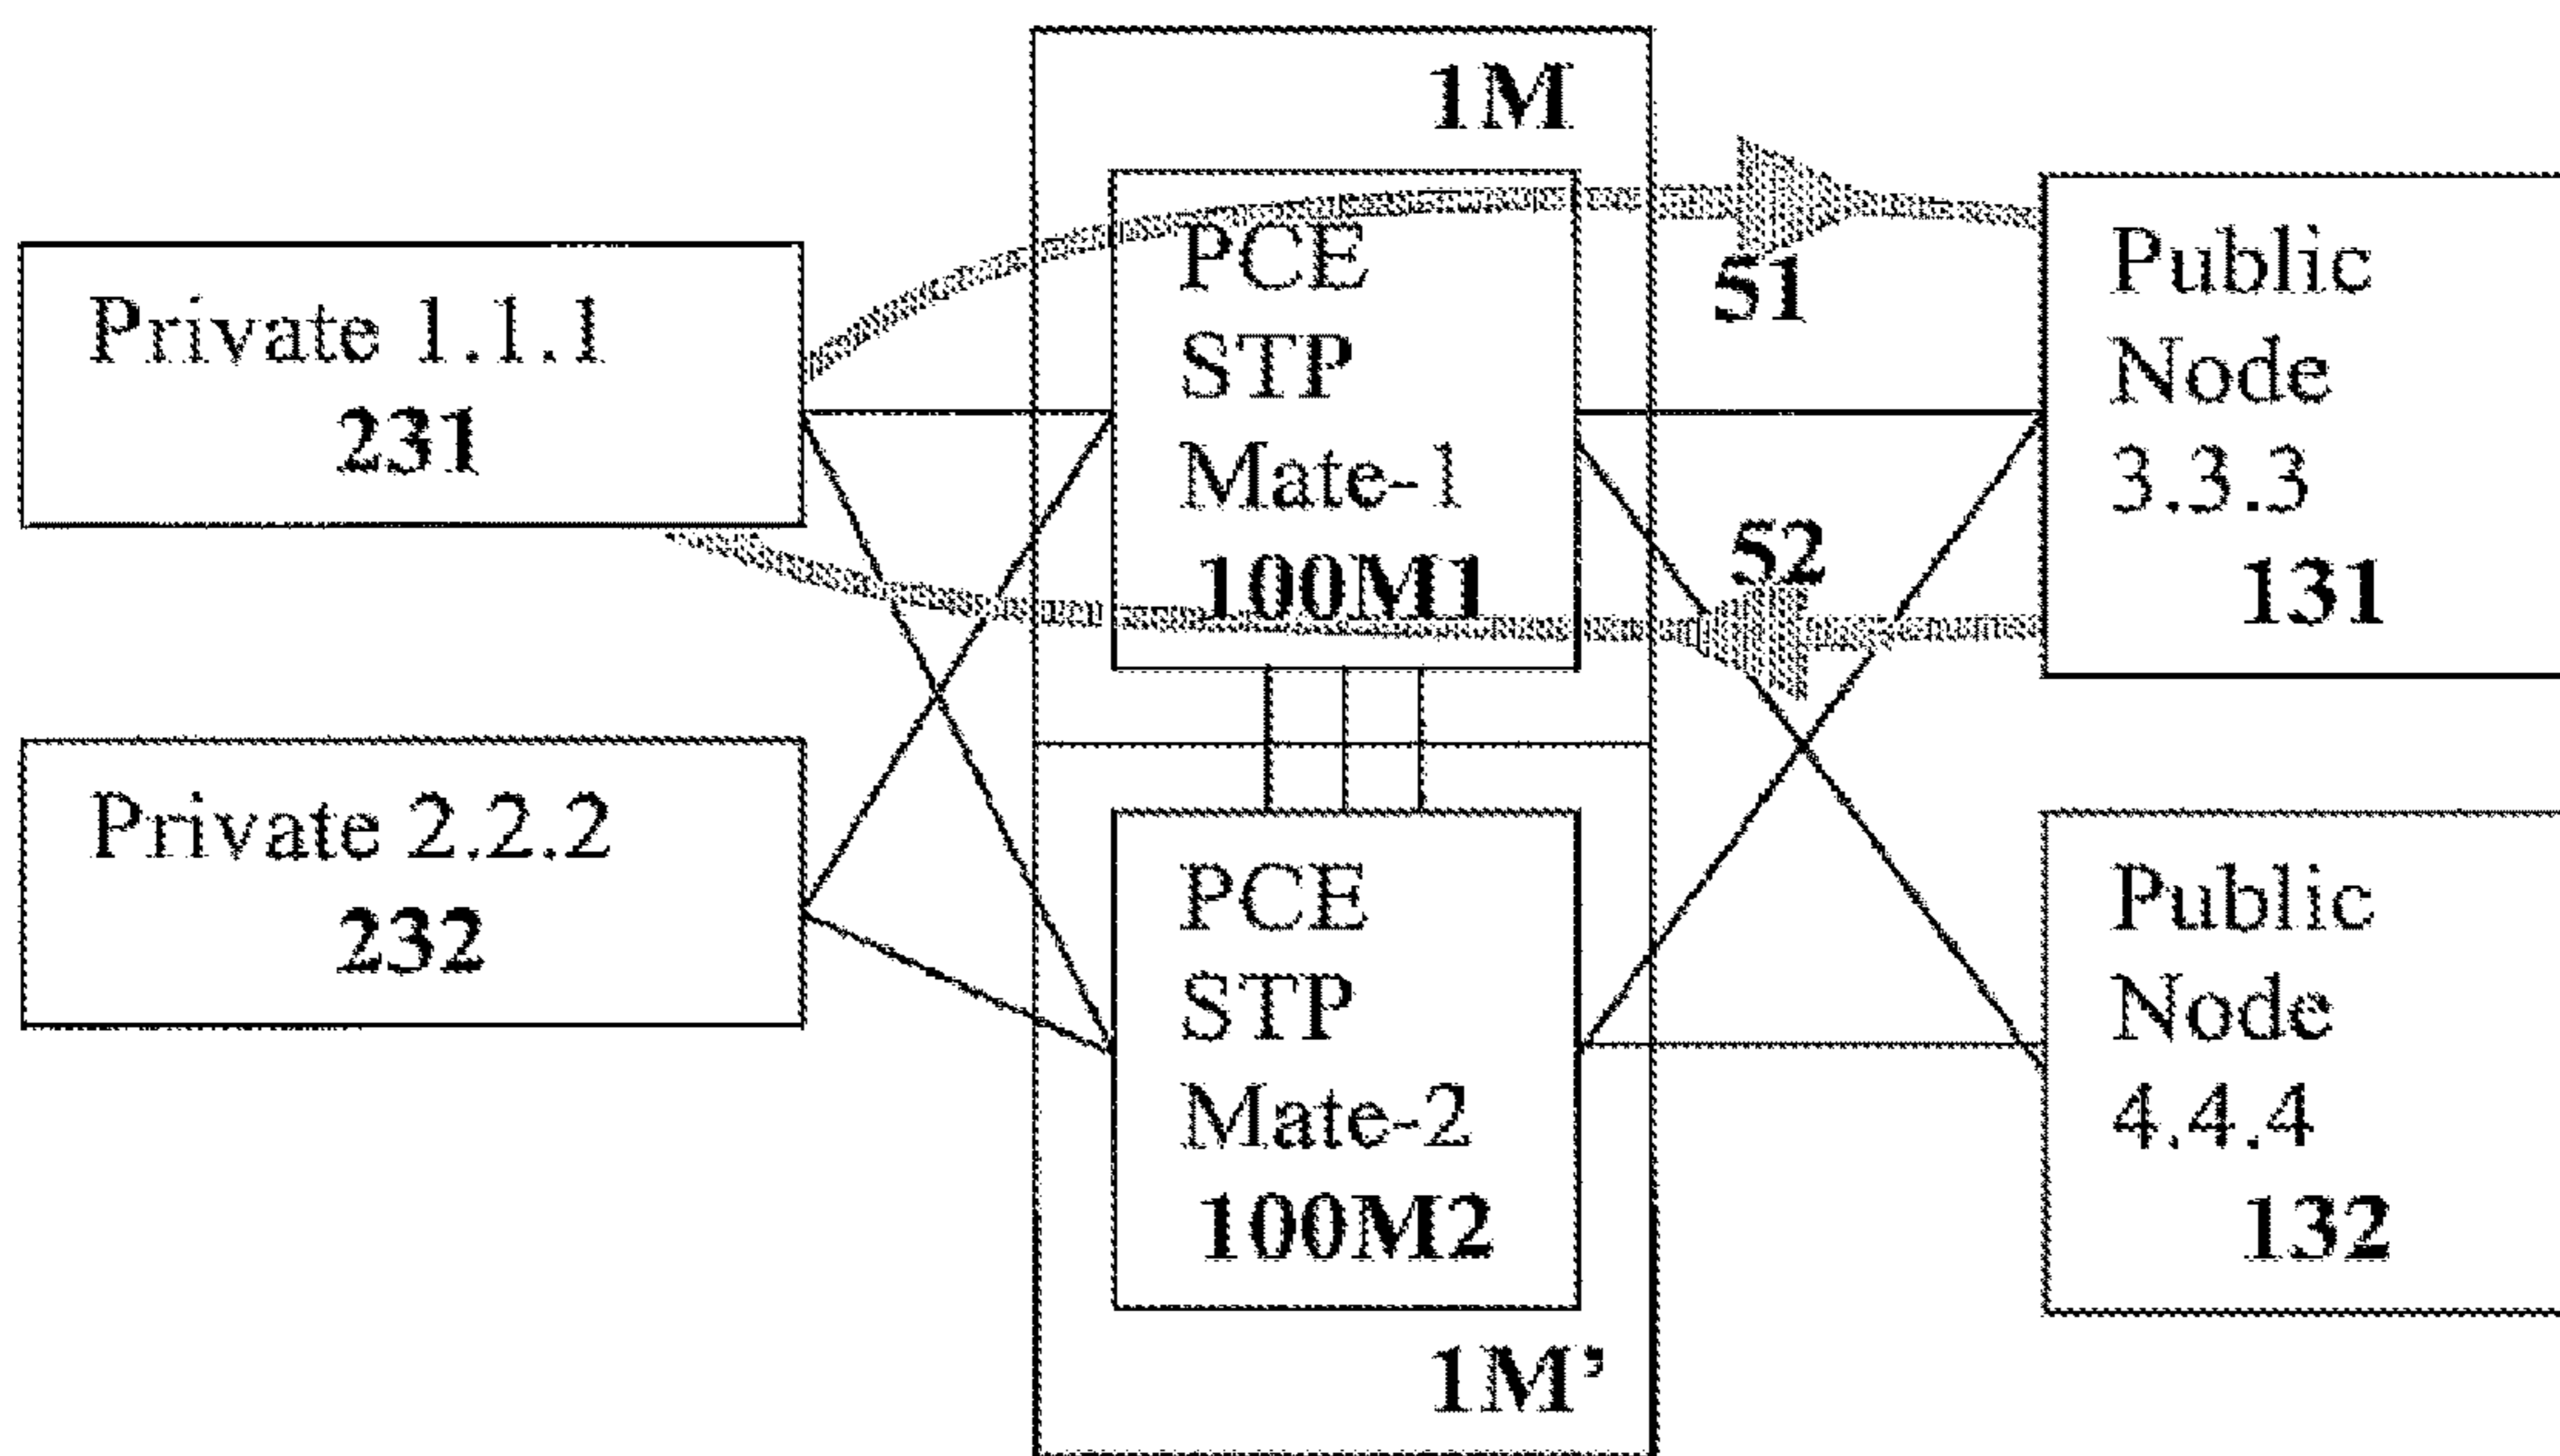 1M
PCE
STP
Mate-1
100M1
51
52
Private 1.1.1
231
Private 2.2.2
232
Public
Node
3.3.3
131
PCE
STP
Mate-2
100M2
1M’
Public
Node
4.4.4
132